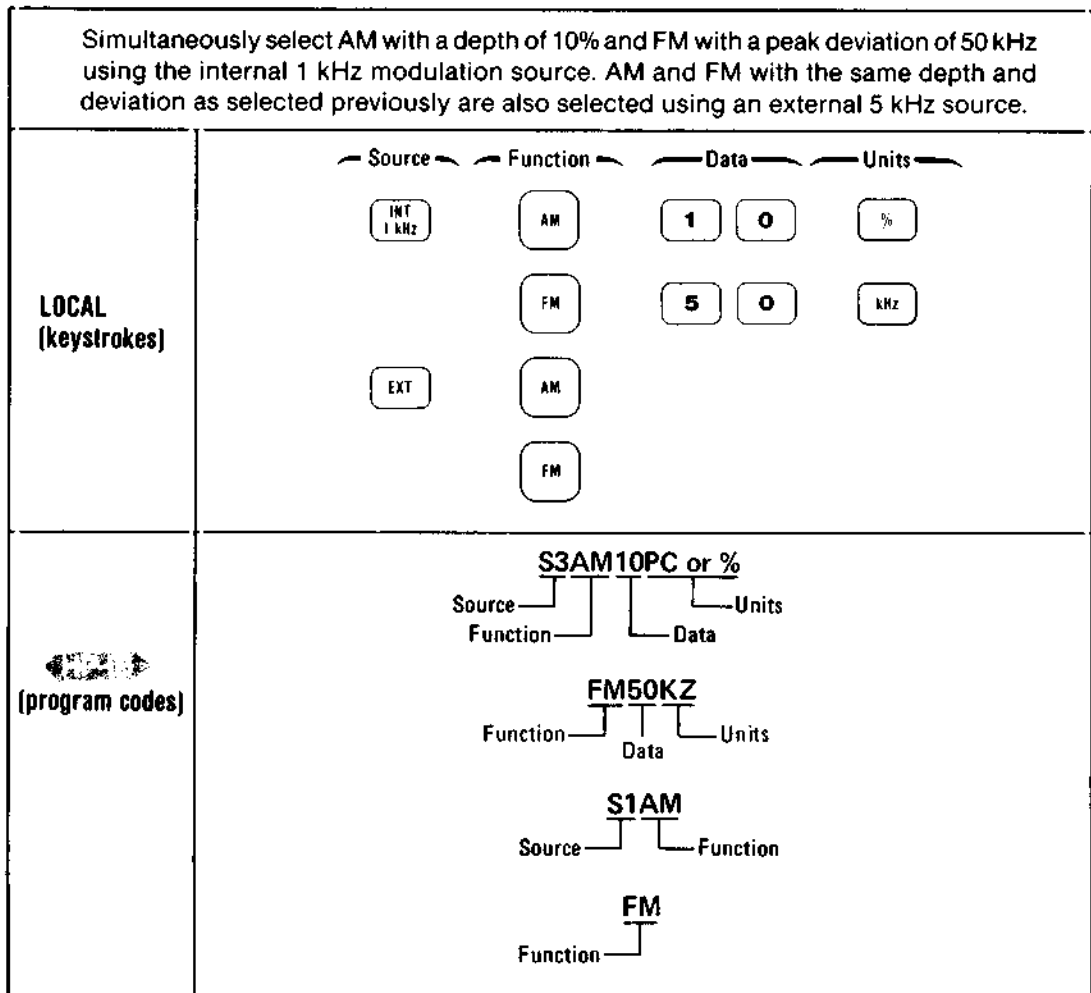 Simultaneously select AM with a depth of 10% and FM with a peak deviation of 50 kHz
using the internal 1 kHz modulation source. AM and FM with the same depth and
deviation as selected previously are also selected using an external 5 kHz source.
Source Function Data Units
INT
1 kHz
AM
1 0
%
LOCAL
(keystrokes)
FM
5 0
kHz
EXT
AM
FM
(program codes)
S3AM10PC or %
Source Units
Function Data
FM50KZ
Function Units
Data
S1AM
Source Function
FM
Function